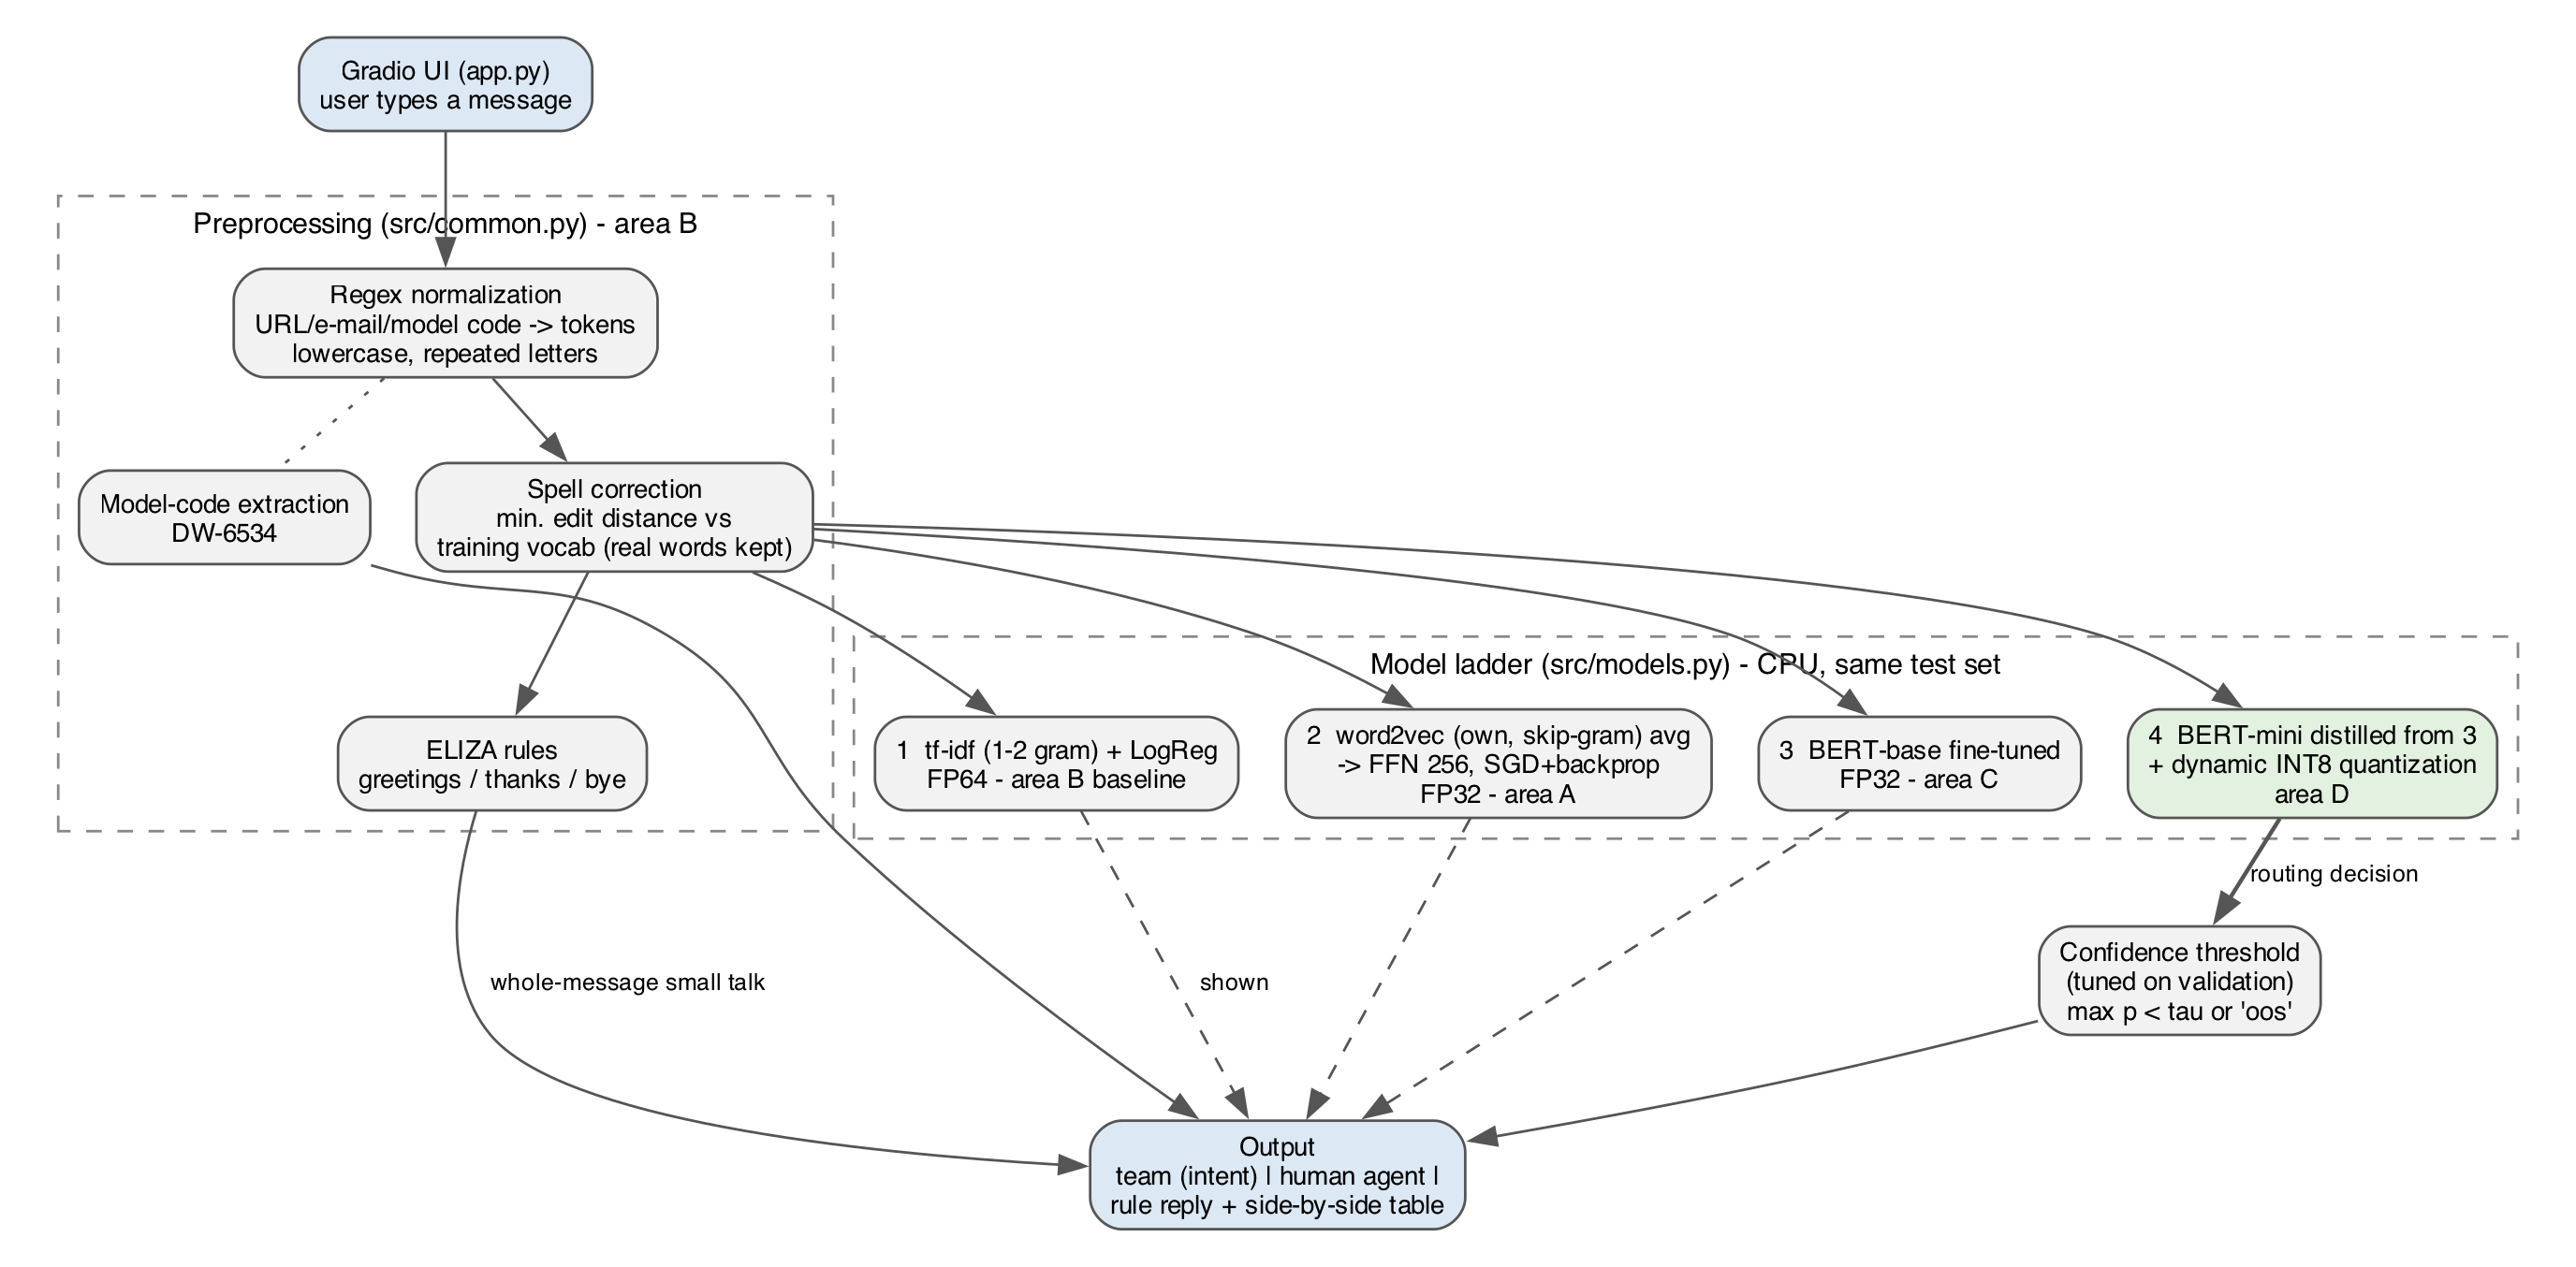 Gradio UI (app.py)
user types a message
Preprocessing (src/common.py) - area B
Regex normalization
URL/e-mail/model code -> tokens
lowercase, repeated letters
Model-code extraction
DW-6534
Spell correction
min. edit distance vs
training vocab (real words kept)
Model ladder (src/models.py) - CPU, same test set
ELIZA rules
greetings / thanks / bye
1 tf-idf (1-2 gram) + LogReg
FP64 - area B baseline
2 word2vec (own, skip-gram) avg
-> FFN 256, SGD+backprop
FP32 - area A
3 BERT-base fine-tuned
FP32 - area C
4 BERT-mini distilled from 3
+ dynamic INT8 quantization
area D
routing decision
whole-message small talk
shown
Confidence threshold
(tuned on validation)
max p < tau or 'oos'
Output
team (intent) | human agent |
rule reply + side-by-side table